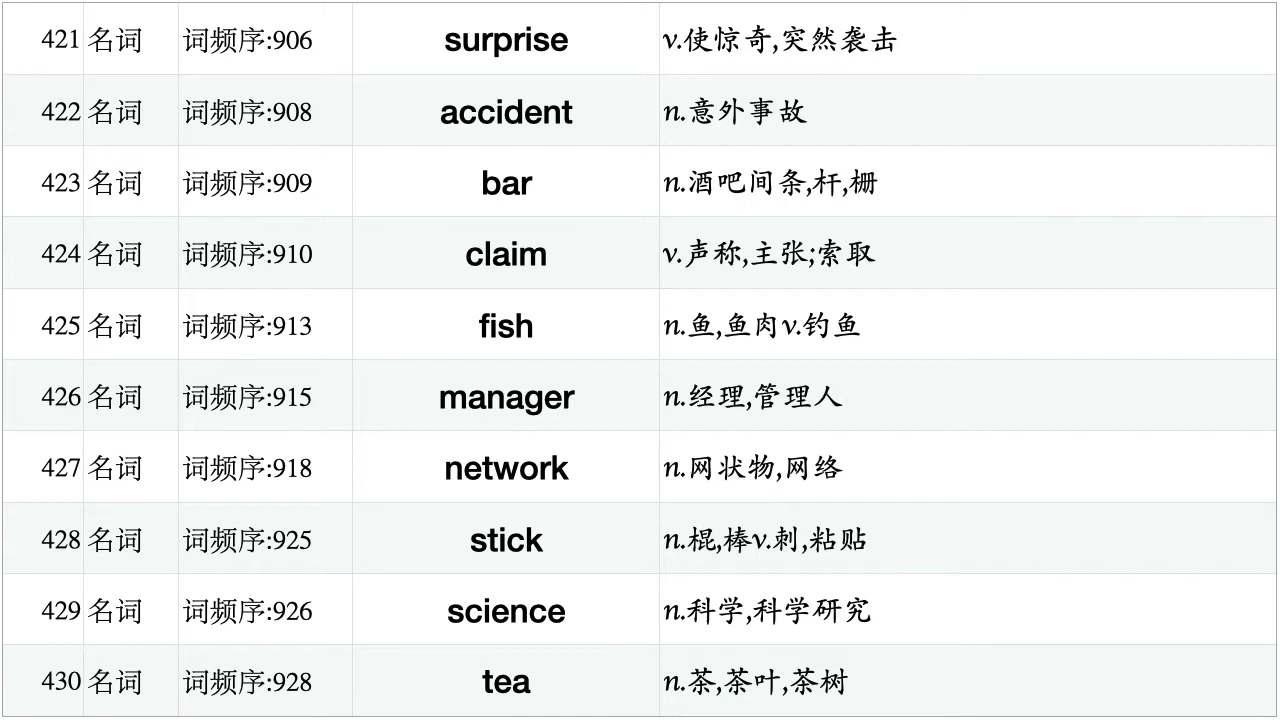 421 名词 词频序:906 surprise v.使惊奇,突然袭击
422 名词 词频序:908 accident n.意外事故
423 名词 词频序:909 bar n.酒吧间条,杆,栅
424 名词 词频序:910 claim v.声称,主张;索取
425 名词 词频序:913 fish n.鱼,鱼肉v.钓鱼
426 名词 词频序:915 manager n.经理,管理人
427 名词 词频序:918 network n.网状物,网络
428 名词 词频序:925 stick n.棍,棒v.刺,粘贴
429 名词 词频序:926 science n.科学,科学研究
430 名词 词频序:928 tea n.茶,茶叶,茶树